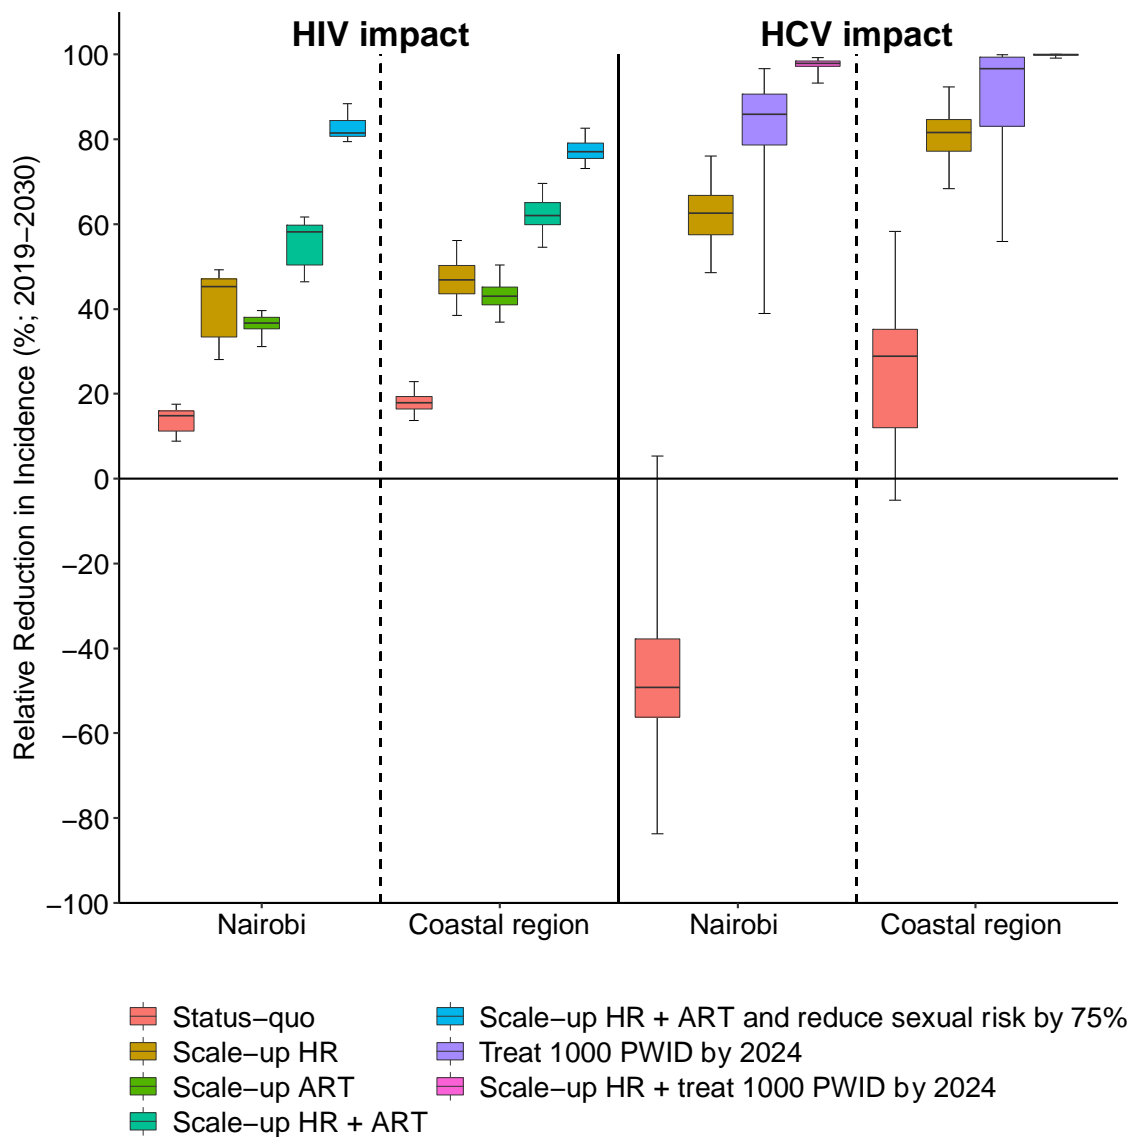 HIV impact
HCV impact
Relative Reduction in Incidence (%; 2019−2030)
100
80
60
40
20
0
−20
−40
−60
−80
−100
Nairobi
Coastal region
Nairobi
Coastal region
Status−quo
Scale−up HR
Scale−up ART
Scale−up HR + ART
Scale−up HR + ART and reduce sexual risk by 75%
Treat 1000 PWID by 2024
Scale−up HR + treat 1000 PWID by 2024